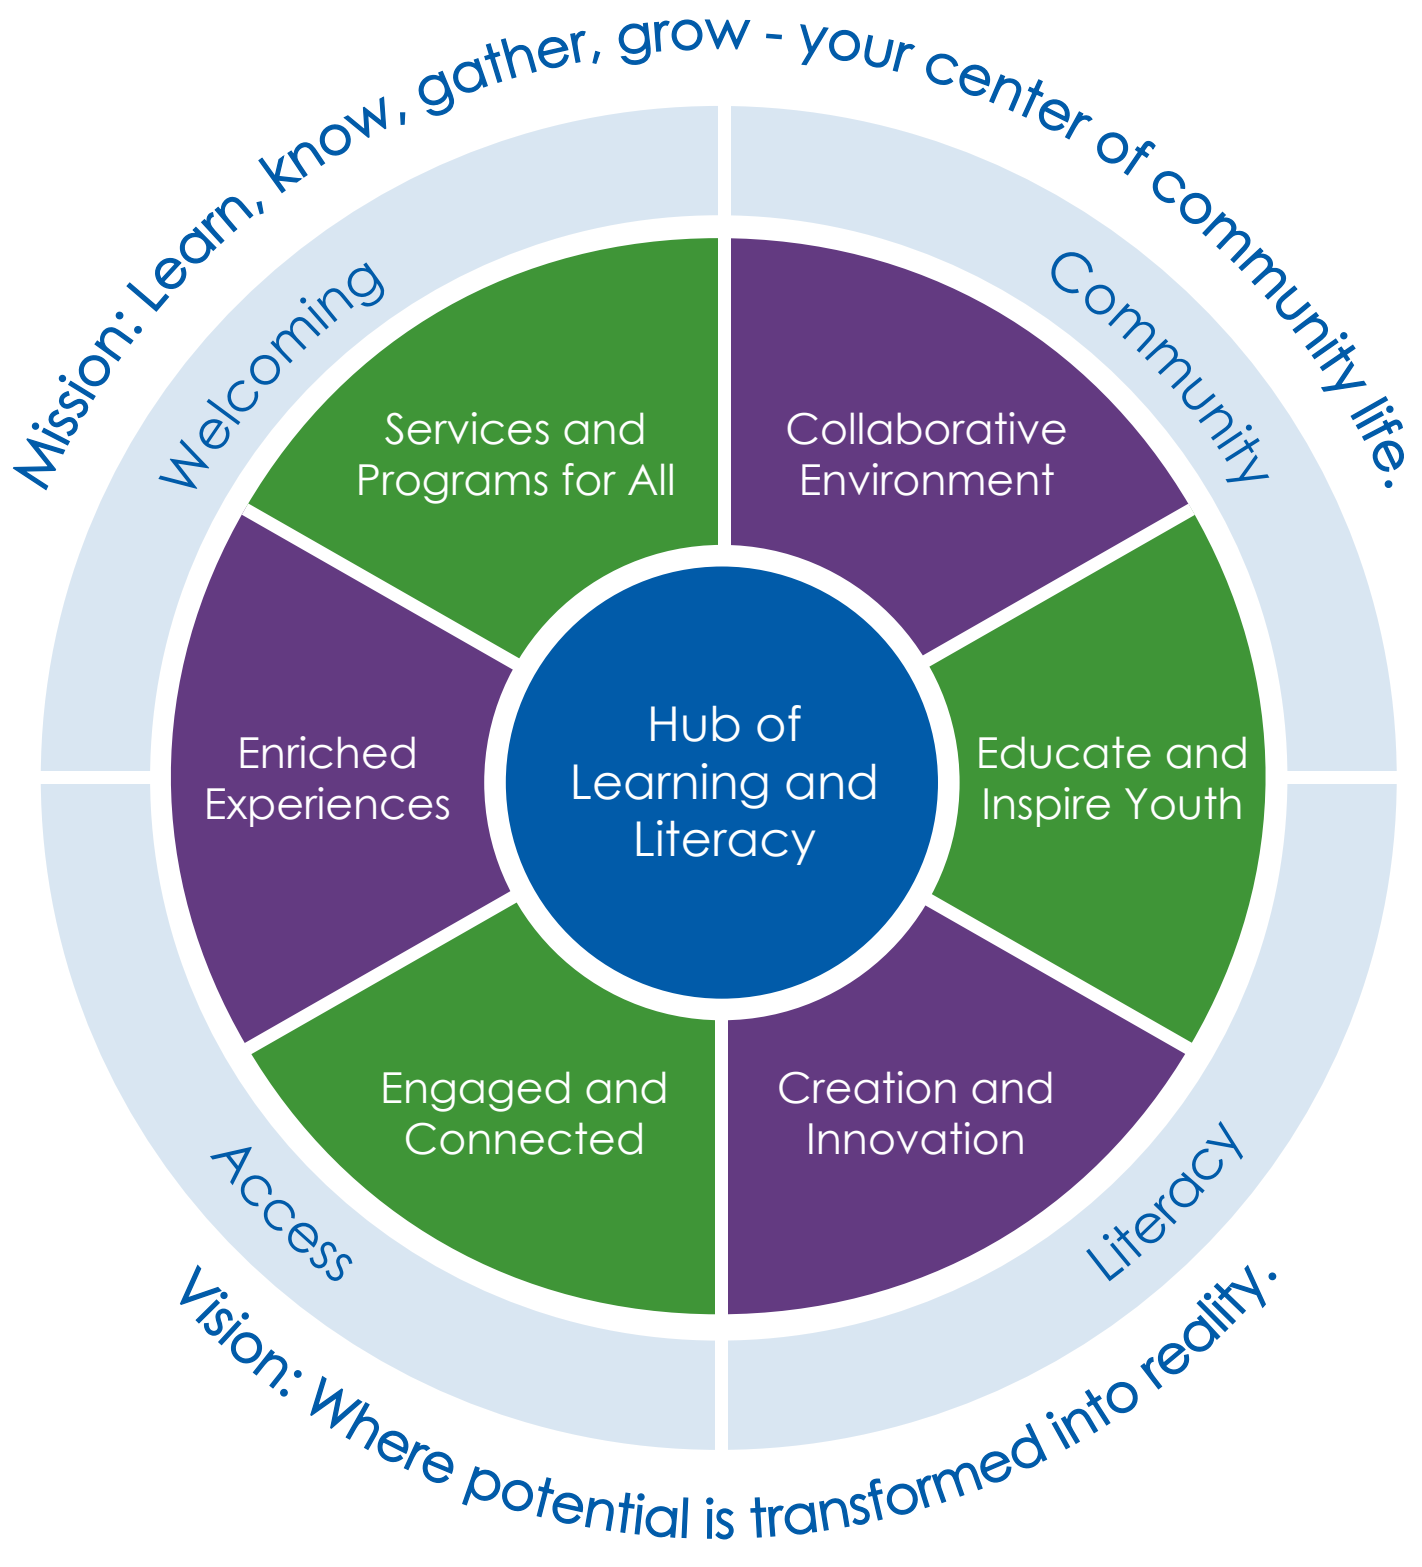 Mission: Learn, know, gather, grow - your center of community life.
Welcoming
Community
Services and
Programs for All
Collaborative
Environment
Enriched
Experiences
Hub of
Learning and
Literacy
Educate and
Inspire Youth
Engaged and
Connected
Creation and
Innovation
Access
Literacy
Vision: Where potential is transformed into reality.